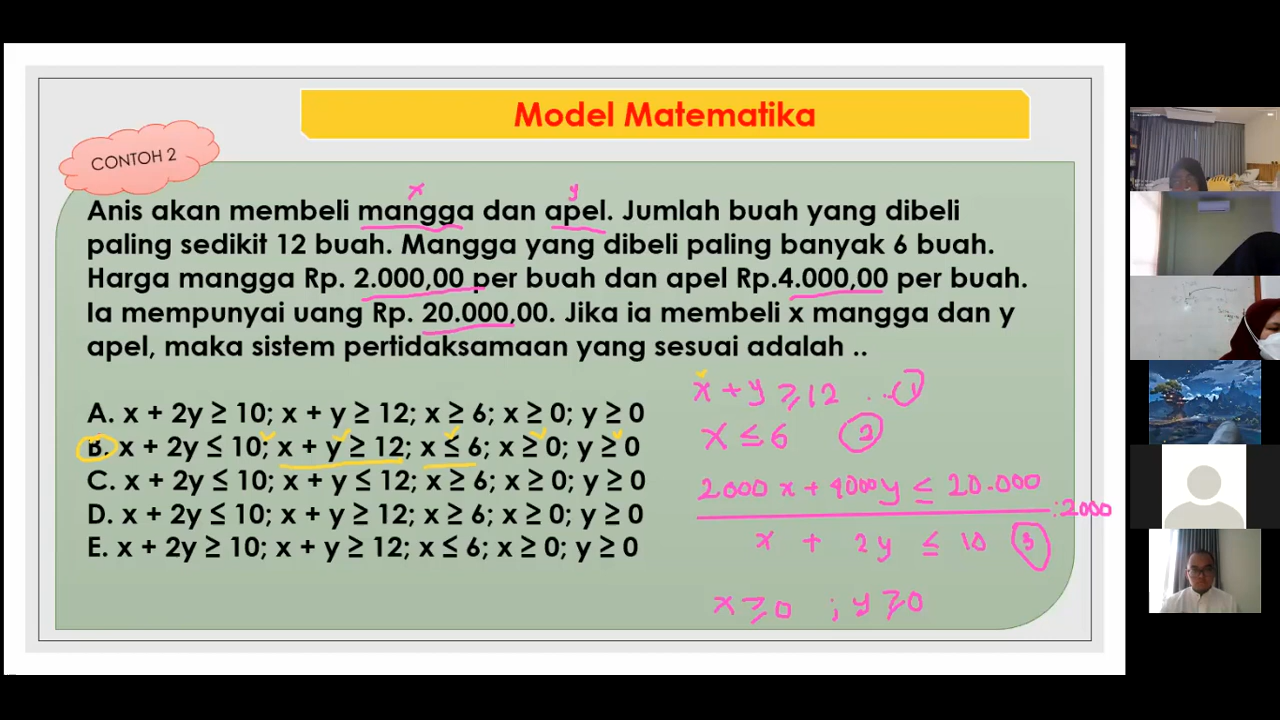 Model Matematika
CONTOH 2
x y
Anis akan membeli mangga dan apel. Jumlah buah yang dibeli
paling sedikit 12 buah. Mangga yang dibeli paling banyak 6 buah.
Harga mangga Rp. 2.000,00 per buah dan apel Rp.4.000,00 per buah.
Ia mempunyai uang Rp. 20.000,00. Jika ia membeli x mangga dan y
apel, maka sistem pertidaksamaan yang sesuai adalah ..
A. x + 2y ≥ 10; x + y ≥ 12; x ≥ 6; x ≥ 0; y ≥ 0
B. x + 2y ≤ 10; x + y ≥ 12; x ≤ 6; x ≥ 0; y ≥ 0
C. x + 2y ≤ 10; x + y ≤ 12; x ≥ 6; x ≥ 0; y ≥ 0
D. x + 2y ≤ 10; x + y ≥ 12; x ≥ 6; x ≥ 0; y ≥ 0
E. x + 2y ≥ 10; x + y ≥ 12; x ≤ 6; x ≥ 0; y ≥ 0
x + y ≥ 12 ... 1
x ≤ 6 2
2000 x + 4000 y ≤ 20.000
: 2000
x + 2y ≤ 10 3
x ≥ 0 ; y ≥ 0